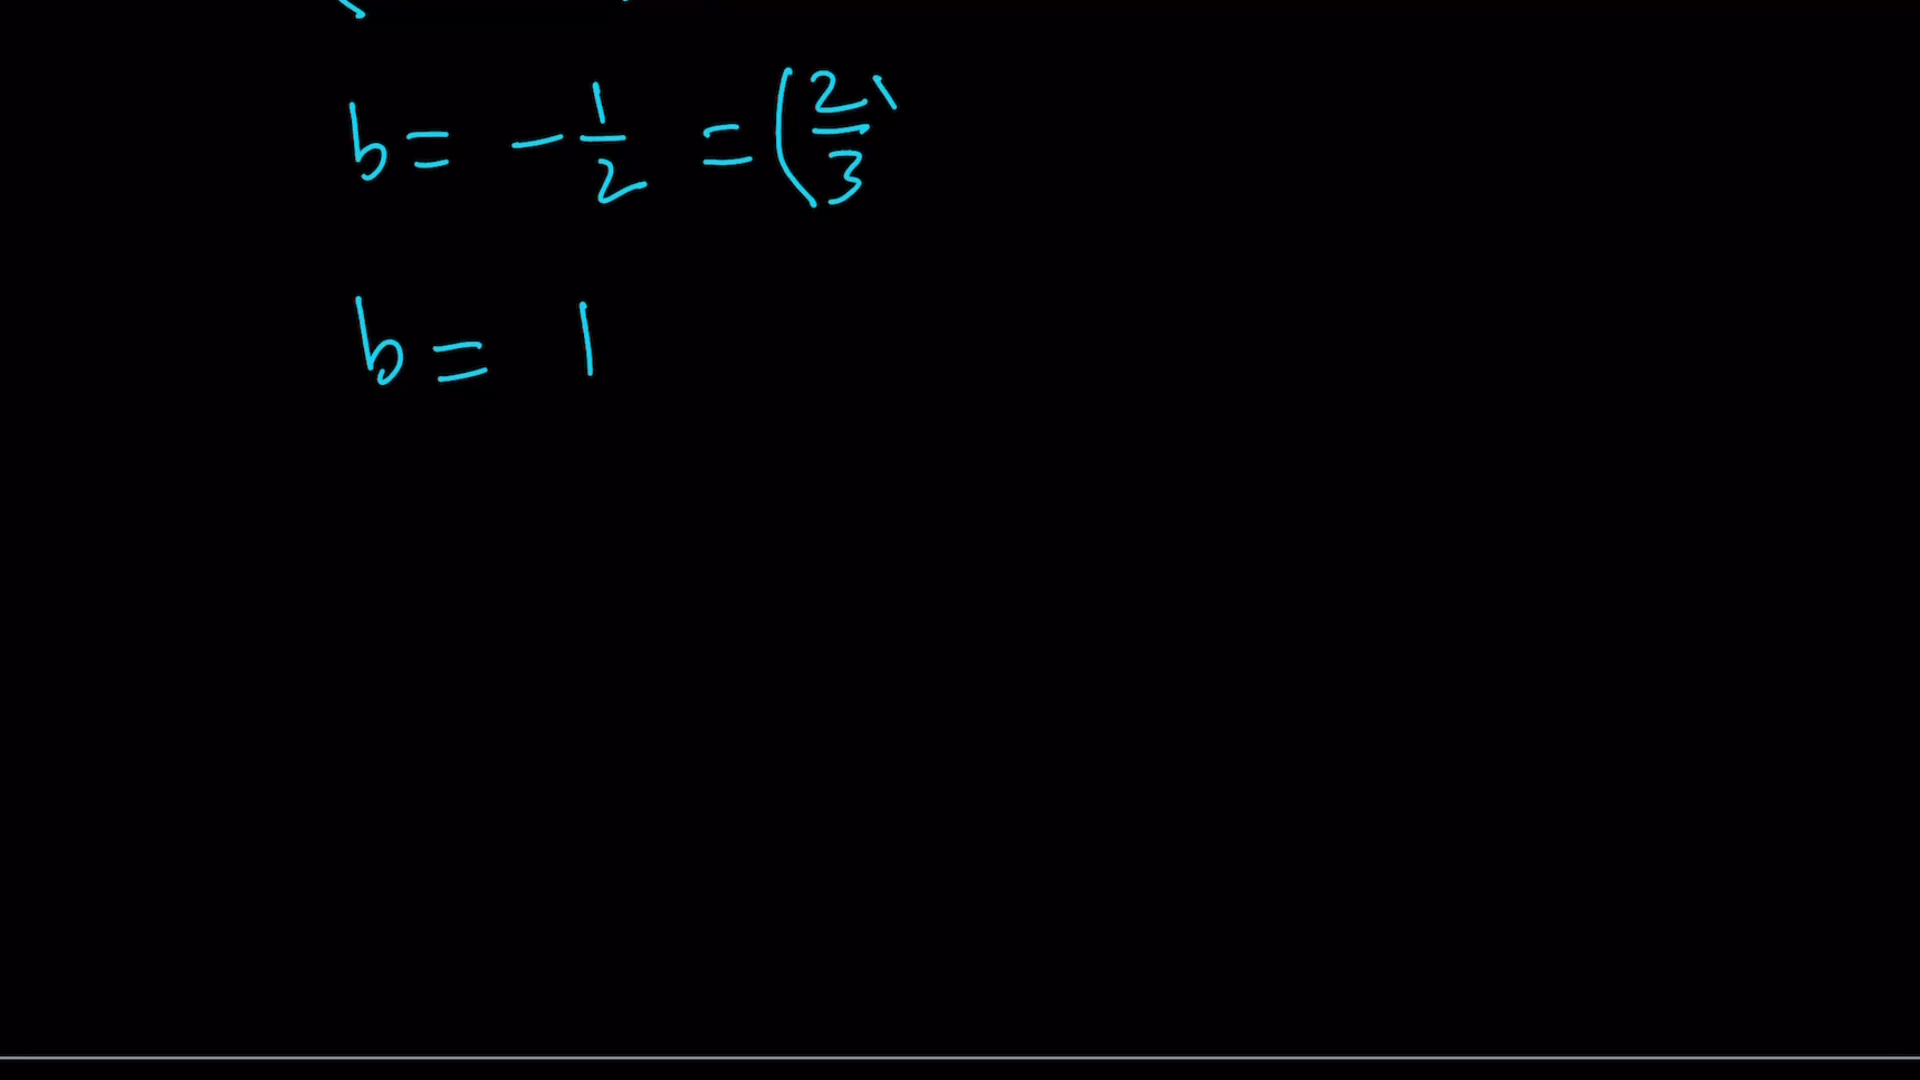 b = - 1/2 = (2/3
b = 1